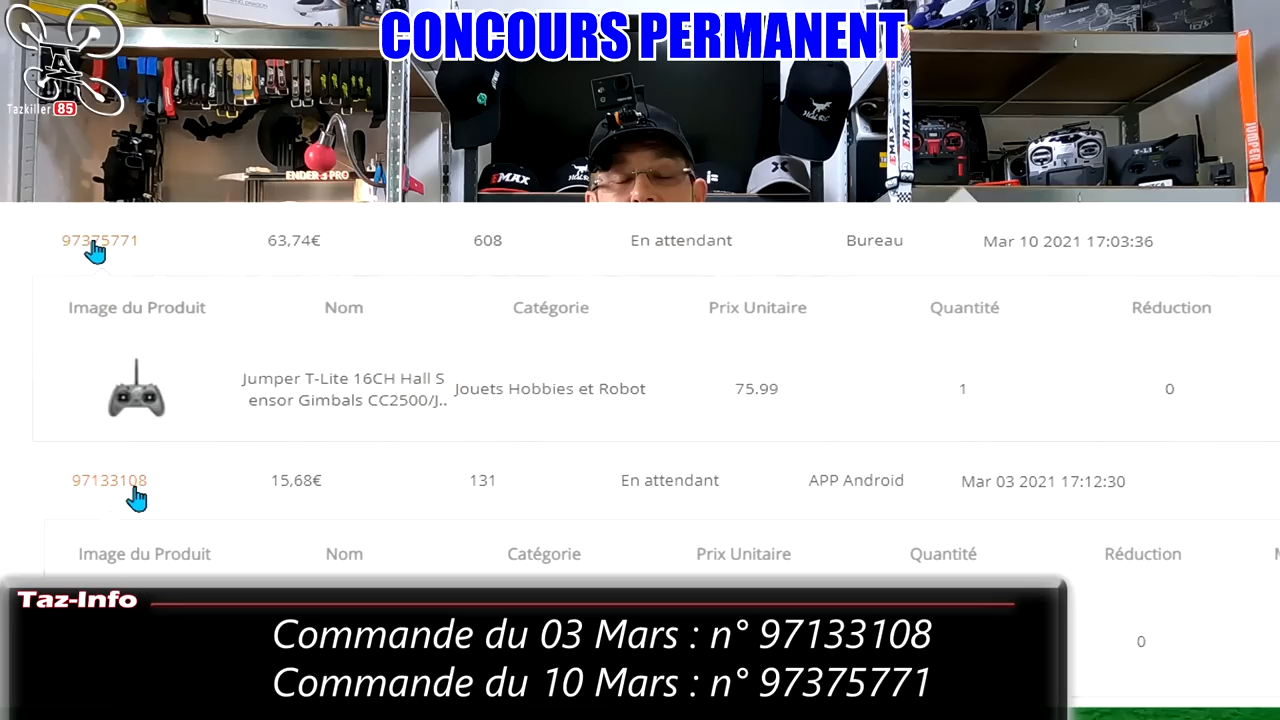 CONCOURS PERMANENT
Tazkiller 85
ENDER-3 PRO
EMAX
EMAX
JUMPER
97375771 63,74€ 608 En attendant Bureau Mar 10 2021 17:03:36
Image du Produit Nom Catégorie Prix Unitaire Quantité Réduction
Jumper T-Lite 16CH Hall S
ensor Gimbals CC2500/J..
Jouets Hobbies et Robot 75.99 1 0
97133108 15,68€ 131 En attendant APP Android Mar 03 2021 17:12:30
Image du Produit Nom Catégorie Prix Unitaire Quantité Réduction
0
Taz-Info
Commande du 03 Mars : n° 97133108
Commande du 10 Mars : n° 97375771